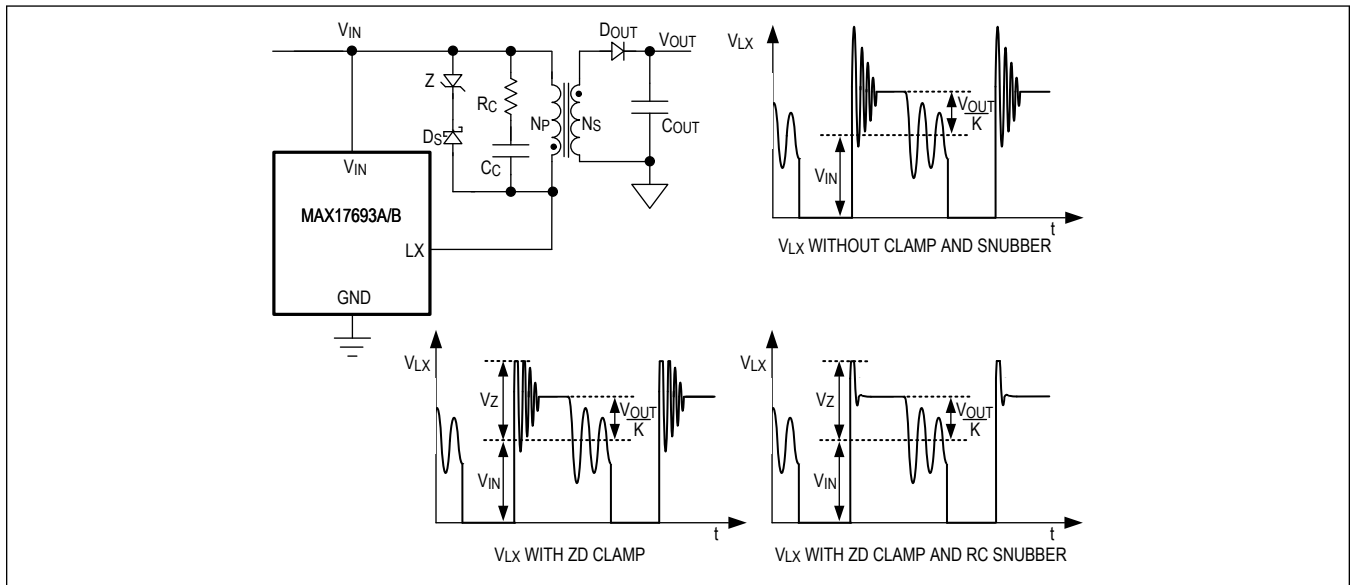 VIN
DOUT
VOUT
Z
RC
NP
NS
COUT
DS
CC
VIN
MAX17693A/B
LX
GND
VLX
VOUT
K
VIN
t
VLX WITHOUT CLAMP AND SNUBBER
VLX
VZ
VOUT
K
VIN
t
VLX WITH ZD CLAMP
VLX
VZ
VOUT
K
VIN
t
VLX WITH ZD CLAMP AND RC SNUBBER